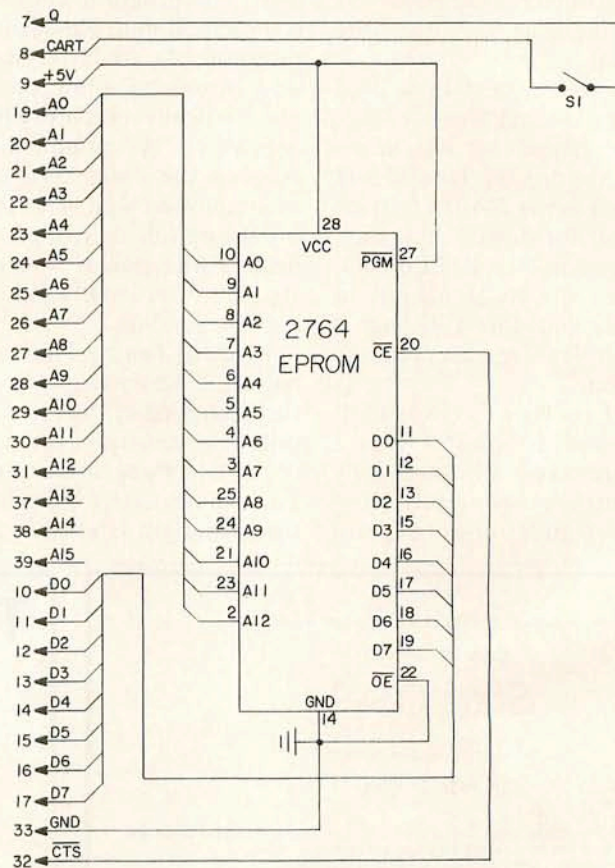 7 Q
8 CART
9 +5V
19 A0
20 A1
21 A2
22 A3
23 A4
24 A5
25 A6
26 A7
27 A8
28 A9
29 A10
30 A11
31 A12
37 A13
38 A14
39 A15
10 D0
11 D1
12 D2
13 D3
14 D4
15 D5
16 D6
17 D7
33 GND
32 CTS
S1
28
VCC
2764
EPROM
10 A0
9 A1
8 A2
7 A3
6 A4
5 A5
4 A6
3 A7
25 A8
24 A9
21 A10
23 A11
2 A12
PGM 27
CE 20
D0 11
D1 12
D2 13
D3 15
D4 16
D5 17
D6 18
D7 19
OE 22
GND
14